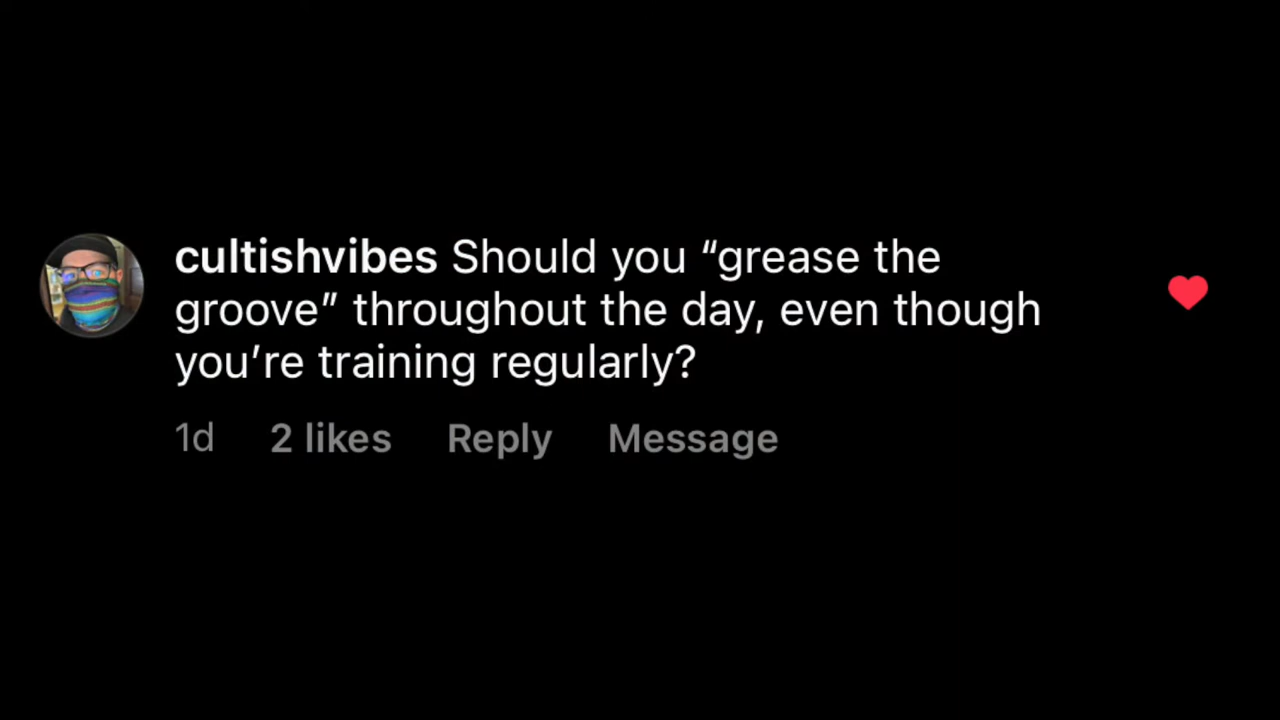 cultishvibes Should you “grease the
groove” throughout the day, even though
you’re training regularly?
1d 2 likes Reply Message